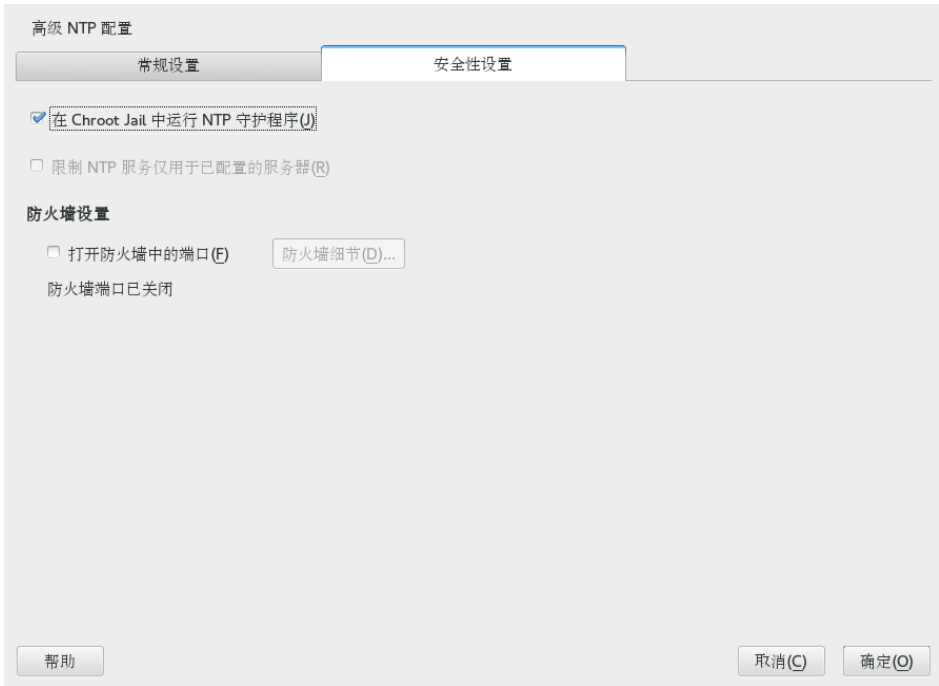 高级 NTP 配置
常规设置
安全性设置
在 Chroot Jail 中运行 NTP 守护程序(J)
限制 NTP 服务仅用于已配置的服务器(R)
防火墙设置
打开防火墙中的端口(F)
防火墙细节(D)...
防火墙端口已关闭
帮助
取消(C)
确定(O)